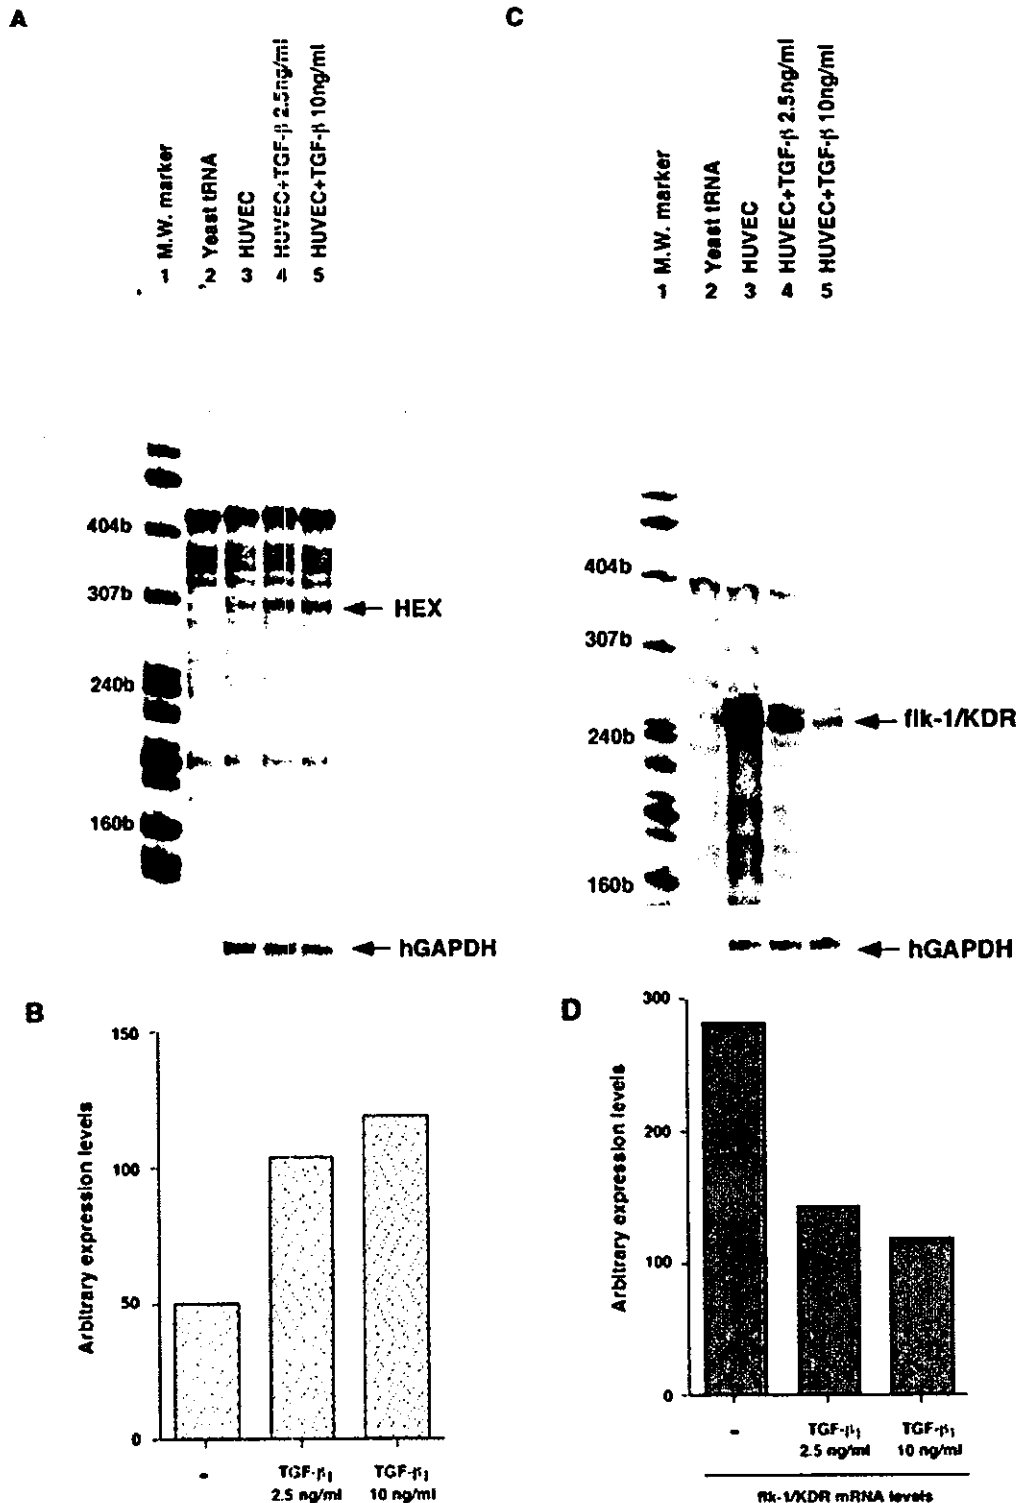 A
M.W. marker
Yeast tRNA
HUVEC
HUVEC+TGF-β 2.5ng/ml
HUVEC+TGF-β 10ng/ml
1 2 3 4 5
404b
307b
240b
160b
HEX
hGAPDH
C
M.W. marker
Yeast tRNA
HUVEC
HUVEC+TGF-β 2.5ng/ml
HUVEC+TGF-β 10ng/ml
1 2 3 4 5
404b
307b
240b
160b
flk-1/KDR
hGAPDH
B
Arbitrary expression levels
150
100
50
0
-
TGF-β1
2.5 ng/ml
TGF-β1
10 ng/ml
D
Arbitrary expression levels
300
200
100
0
-
TGF-β1
2.5 ng/ml
TGF-β1
10 ng/ml
flk-1/KDR mRNA levels